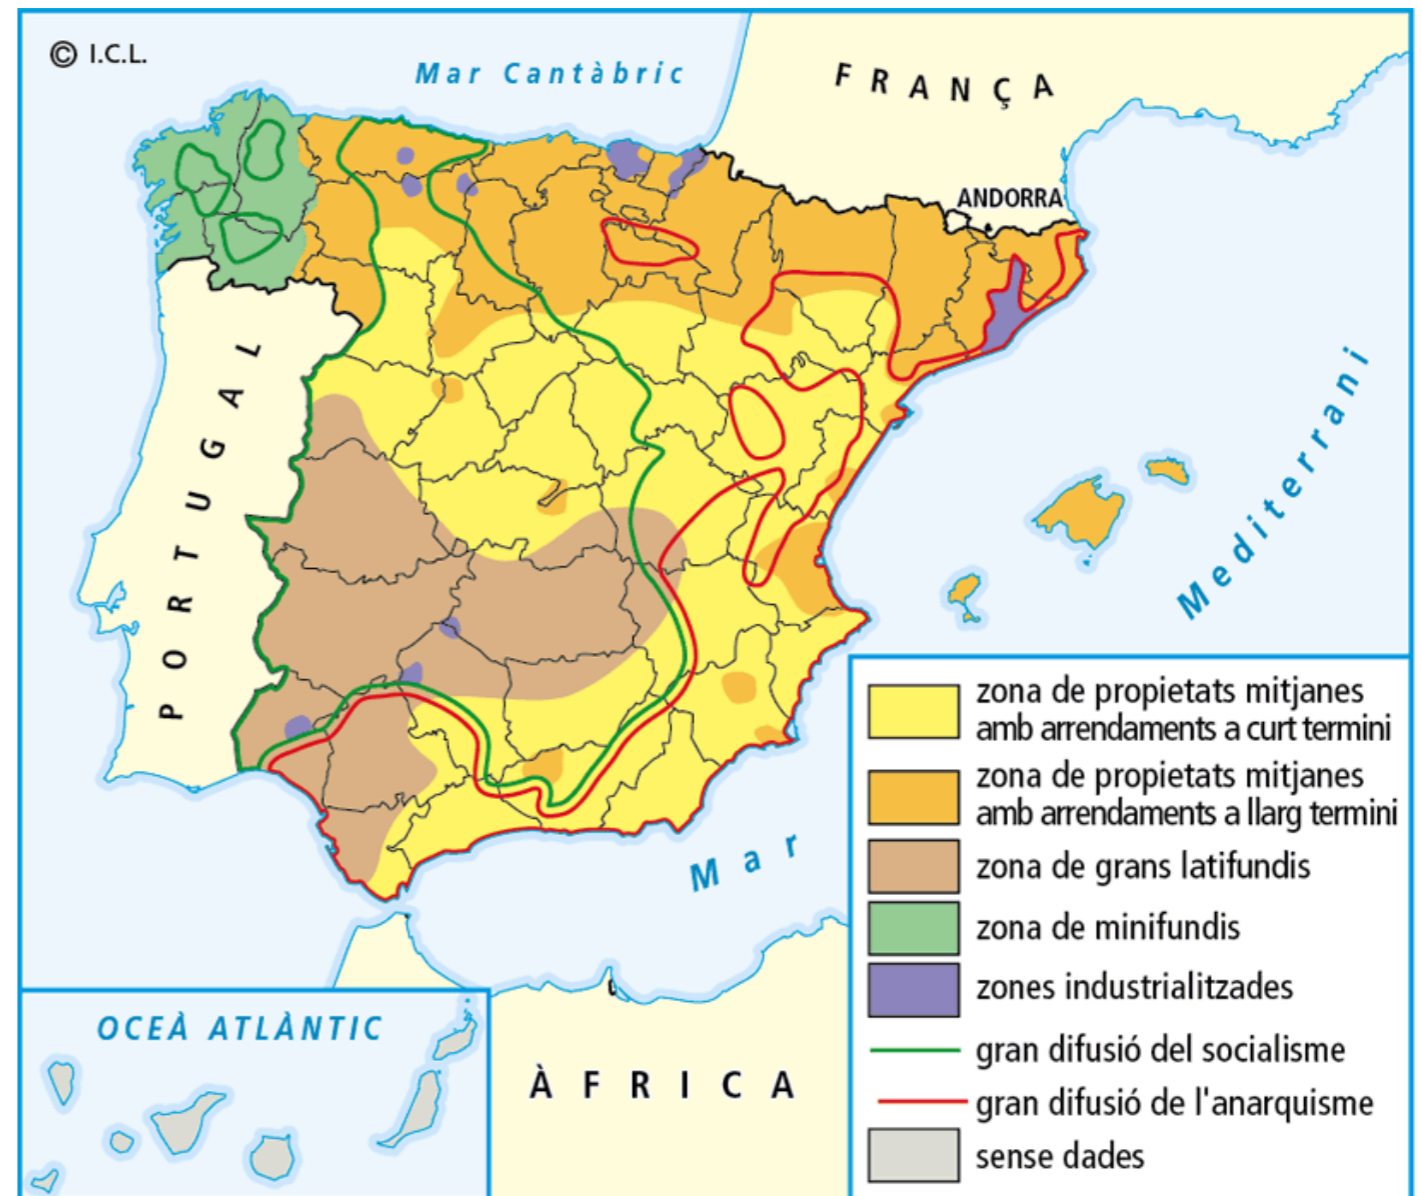 © I.C.L.
Mar Cantàbric
FRANÇA
ANDORRA
PORTUGAL
Mar
Mediterrani
OCEÀ ATLÀNTIC
ÀFRICA
zona de propietats mitjanes
amb arrendaments a curt termini
zona de propietats mitjanes
amb arrendaments a llarg termini
zona de grans latifundis
zona de minifundis
zones industrialitzades
gran difusió del socialisme
gran difusió de l'anarquisme
sense dades